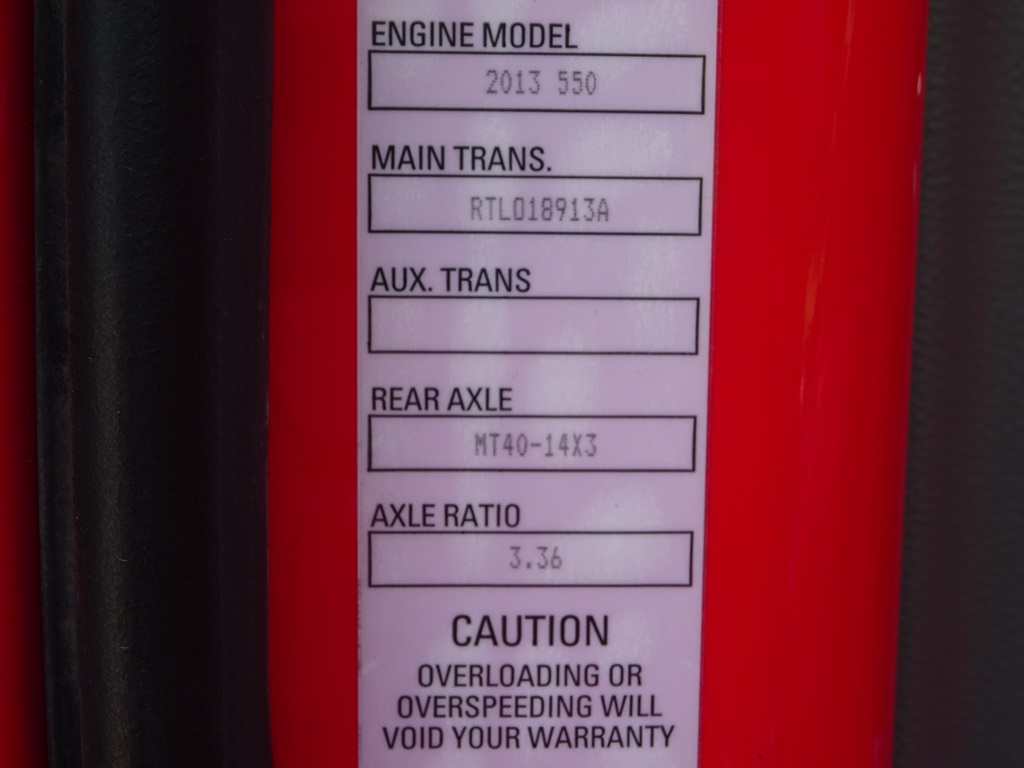 ENGINE MODEL
2013 550
MAIN TRANS.
RTLO18913A
AUX. TRANS
REAR AXLE
MT40-14X3
AXLE RATIO
3.36
CAUTION
OVERLOADING OR
OVERSPEEDING WILL
VOID YOUR WARRANTY